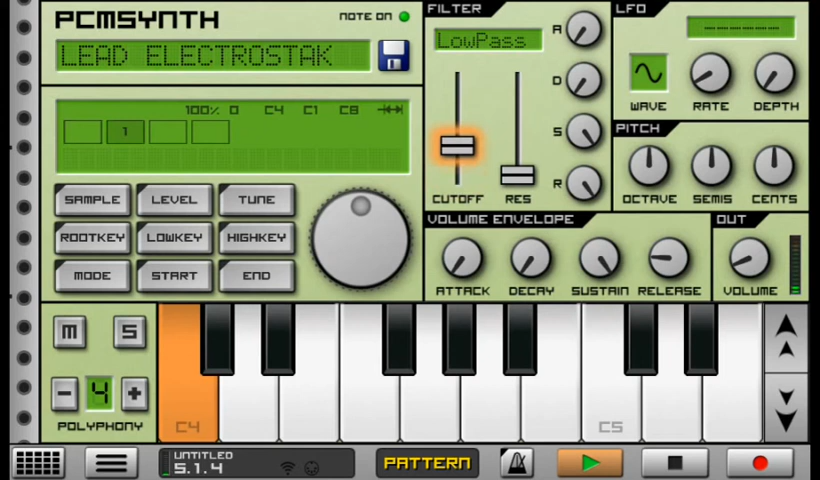 PCMSYNTH
NOTE ON
LEAD ELECTROSTAK
100% 0 C4 C1 C8
1
SAMPLE LEVEL TUNE
ROOTKEY LOWKEY HIGHKEY
MODE START END
FILTER
LowPass
A
D
S
R
CUTOFF RES
LFO
WAVE RATE DEPTH
PITCH
OCTAVE SEMIS CENTS
VOLUME ENVELOPE
ATTACK DECAY SUSTAIN RELEASE
OUT
VOLUME
M S
- 4 +
POLYPHONY
C4 C5
UNTITLED
5.1.4
PATTERN